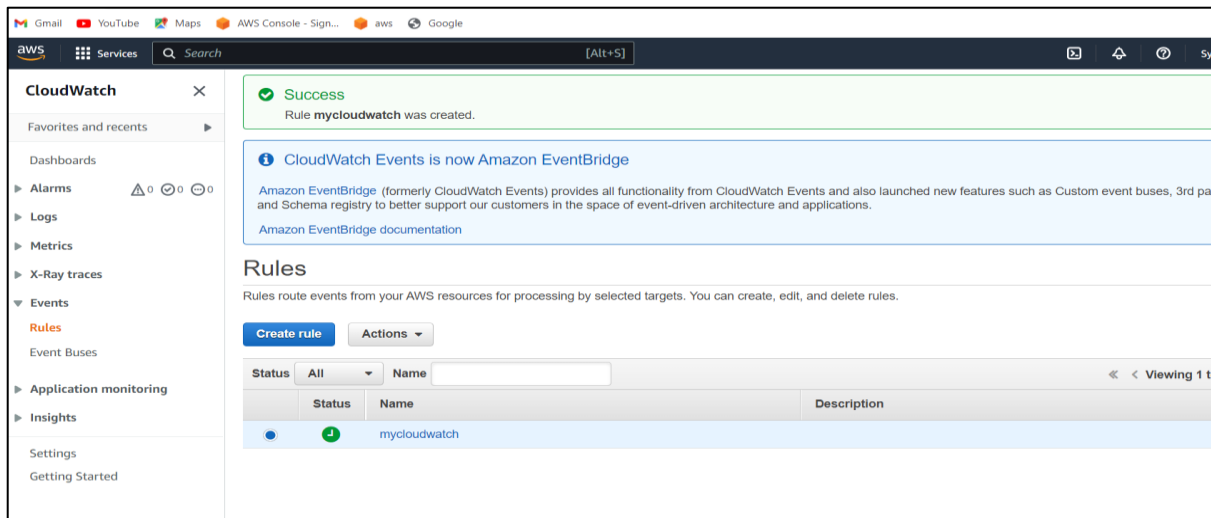 Gmail YouTube Maps AWS Console - Sign... aws Google
aws Services Search [Alt+S] Sy
CloudWatch
Favorites and recents
Dashboards
Alarms 0 0 0
Logs
Metrics
X-Ray traces
Events
Rules
Event Buses
Application monitoring
Insights
Settings
Getting Started
Success
Rule mycloudwatch was created.
CloudWatch Events is now Amazon EventBridge
Amazon EventBridge (formerly CloudWatch Events) provides all functionality from CloudWatch Events and also launched new features such as Custom event buses, 3rd pa
and Schema registry to better support our customers in the space of event-driven architecture and applications.
Amazon EventBridge documentation
Rules
Rules route events from your AWS resources for processing by selected targets. You can create, edit, and delete rules.
Create rule Actions
Status All Name « < Viewing 1 t
Status Name Description
mycloudwatch